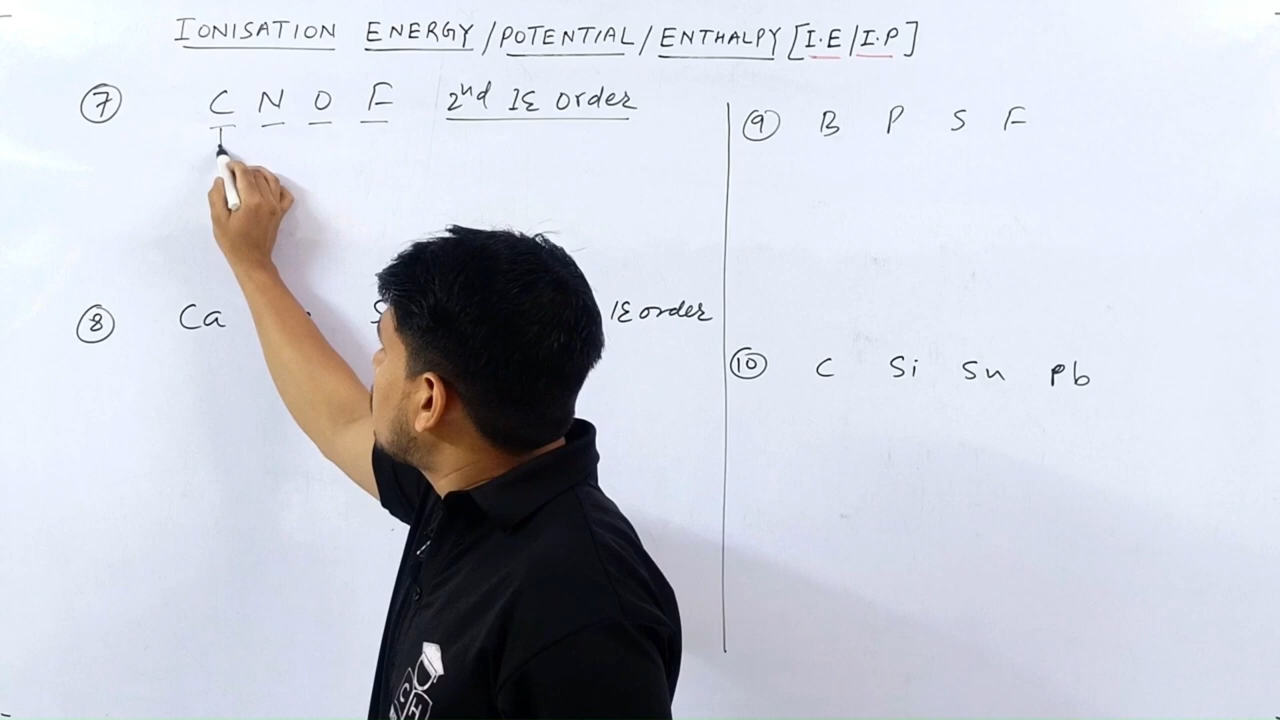 IONISATION ENERGY/POTENTIAL/ENTHALPY [I.E/I.P]
7 C N O F 2nd IE order
8 Ca IE order
9 B P S F
10 C Si Sn Pb